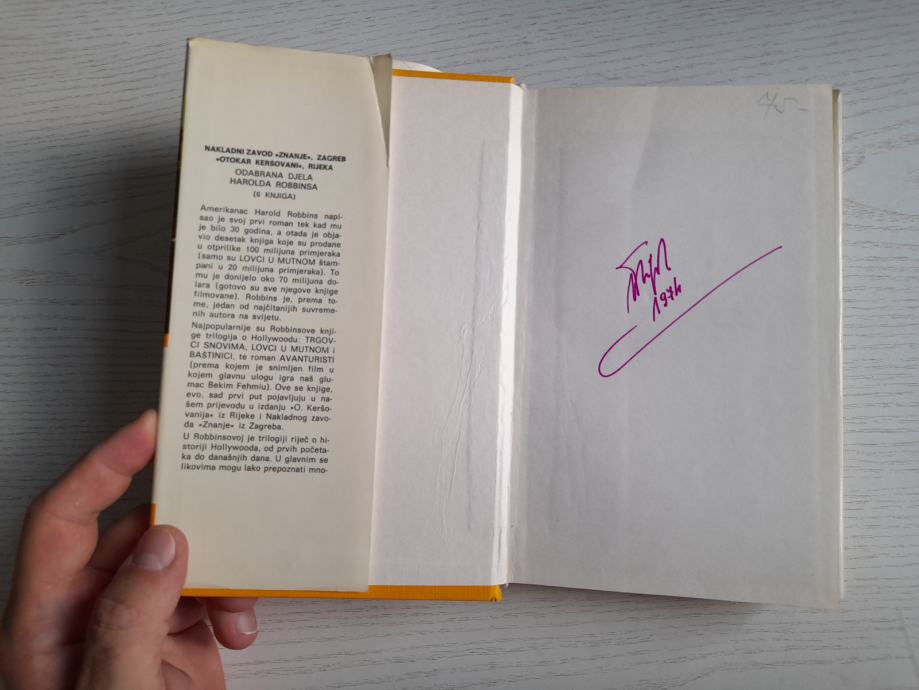 NAKLADNI ZAVOD »ZNANJE«, ZAGREB
»OTOKAR KERŠOVANI«, RIJEKA
ODABRANA DJELA
HAROLDA ROBBINSA
(6 KNJIGA)
Amerikanac Harold Robbins napi-
sao je svoj prvi roman tek kad mu
je bilo 30 godina, a otada je obja-
vio desetak knjiga koje su prodane
u otprilike 100 milijuna primjeraka
(samo su LOVCI U MUTNOM štam-
pani u 20 milijuna primjeraka). To
mu je donijelo oko 70 milijuna do-
lara (gotovo su sve njegove knjige
filmovane). Robbins je, prema to-
me, jedan od najčitanijih suvreme-
nih autora na svijetu.
Najpopularnije su Robbinsove knji-
ge trilogija o Hollywoodu: TRGOV-
CI SNOVIMA, LOVCI U MUTNOM i
BAŠTINICI, te roman AVANTURISTI
(prema kojem je snimljen film u
kojem glavnu ulogu igra naš glu-
mac Bekim Fehmiu). Ove se knjige,
evo, sad prvi put pojavljuju u na-
šem prijevodu u izdanju »O. Keršo-
vanija« iz Rijeke i Nakladnog zavo-
da »Znanje« iz Zagreba.
U Robbinsovoj je trilogiji riječ o hi-
storiji Hollywooda, od prvih početa-
ka do današnjih dana. U glavnim se
likovima mogu lako prepoznati mno-
1974